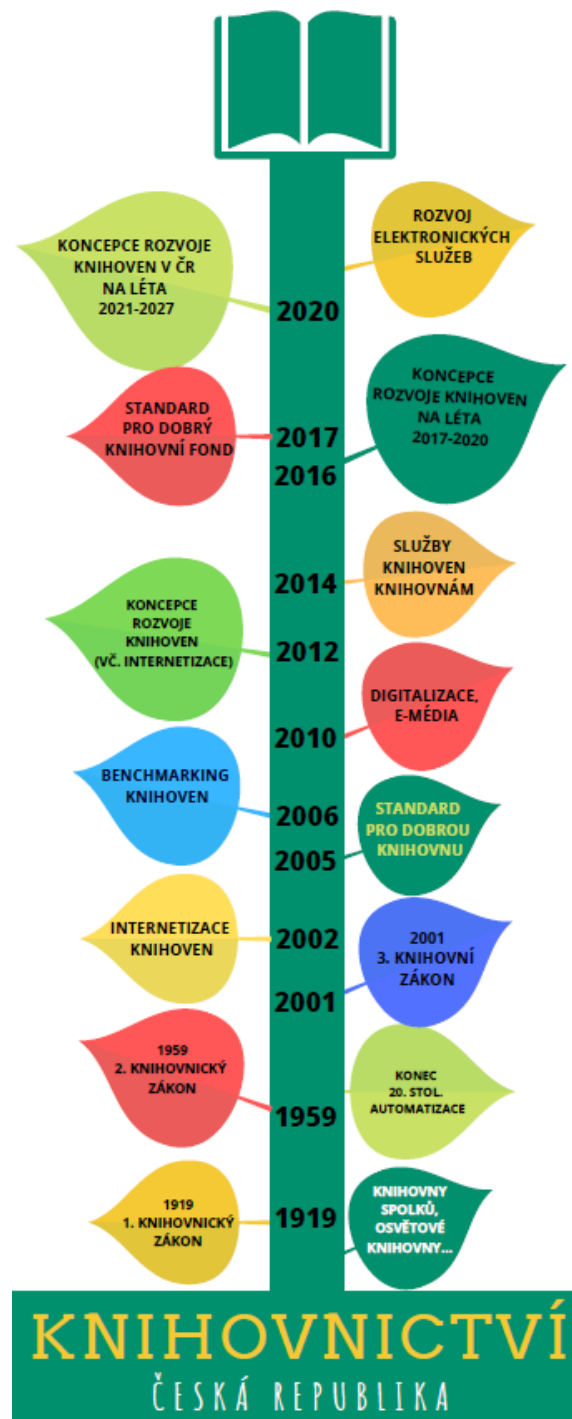 ROZVOJ
ELEKTRONICKÝCH
SLUŽEB
KONCEPCE ROZVOJE
KNIHOVEN V ČR
NA LÉTA
2021-2027
2020
KONCEPCE
ROZVOJE KNIHOVEN
NA LÉTA
2017-2020
STANDARD
PRO DOBRÝ
KNIHOVNÍ FOND
2017
2016
SLUŽBY
KNIHOVEN
KNIHOVNÁM
2014
KONCEPCE
ROZVOJE
KNIHOVEN
(VČ. INTERNETIZACE)
2012
DIGITALIZACE,
E-MÉDIA
2010
BENCHMARKING
KNIHOVEN
2006
STANDARD
PRO DOBROU
KNIHOVNU
2005
INTERNETIZACE
KNIHOVEN
2002
2001
3. KNIHOVNÍ
ZÁKON
2001
1959
2. KNIHOVNICKÝ
ZÁKON
KONEC
20. STOL.
AUTOMATIZACE
1959
1919
1. KNIHOVNICKÝ
ZÁKON
1919
KNIHOVNY
SPOLKŮ,
OSVĚTOVÉ
KNIHOVNY...
KNIHOVNICTVÍ
ČESKÁ REPUBLIKA